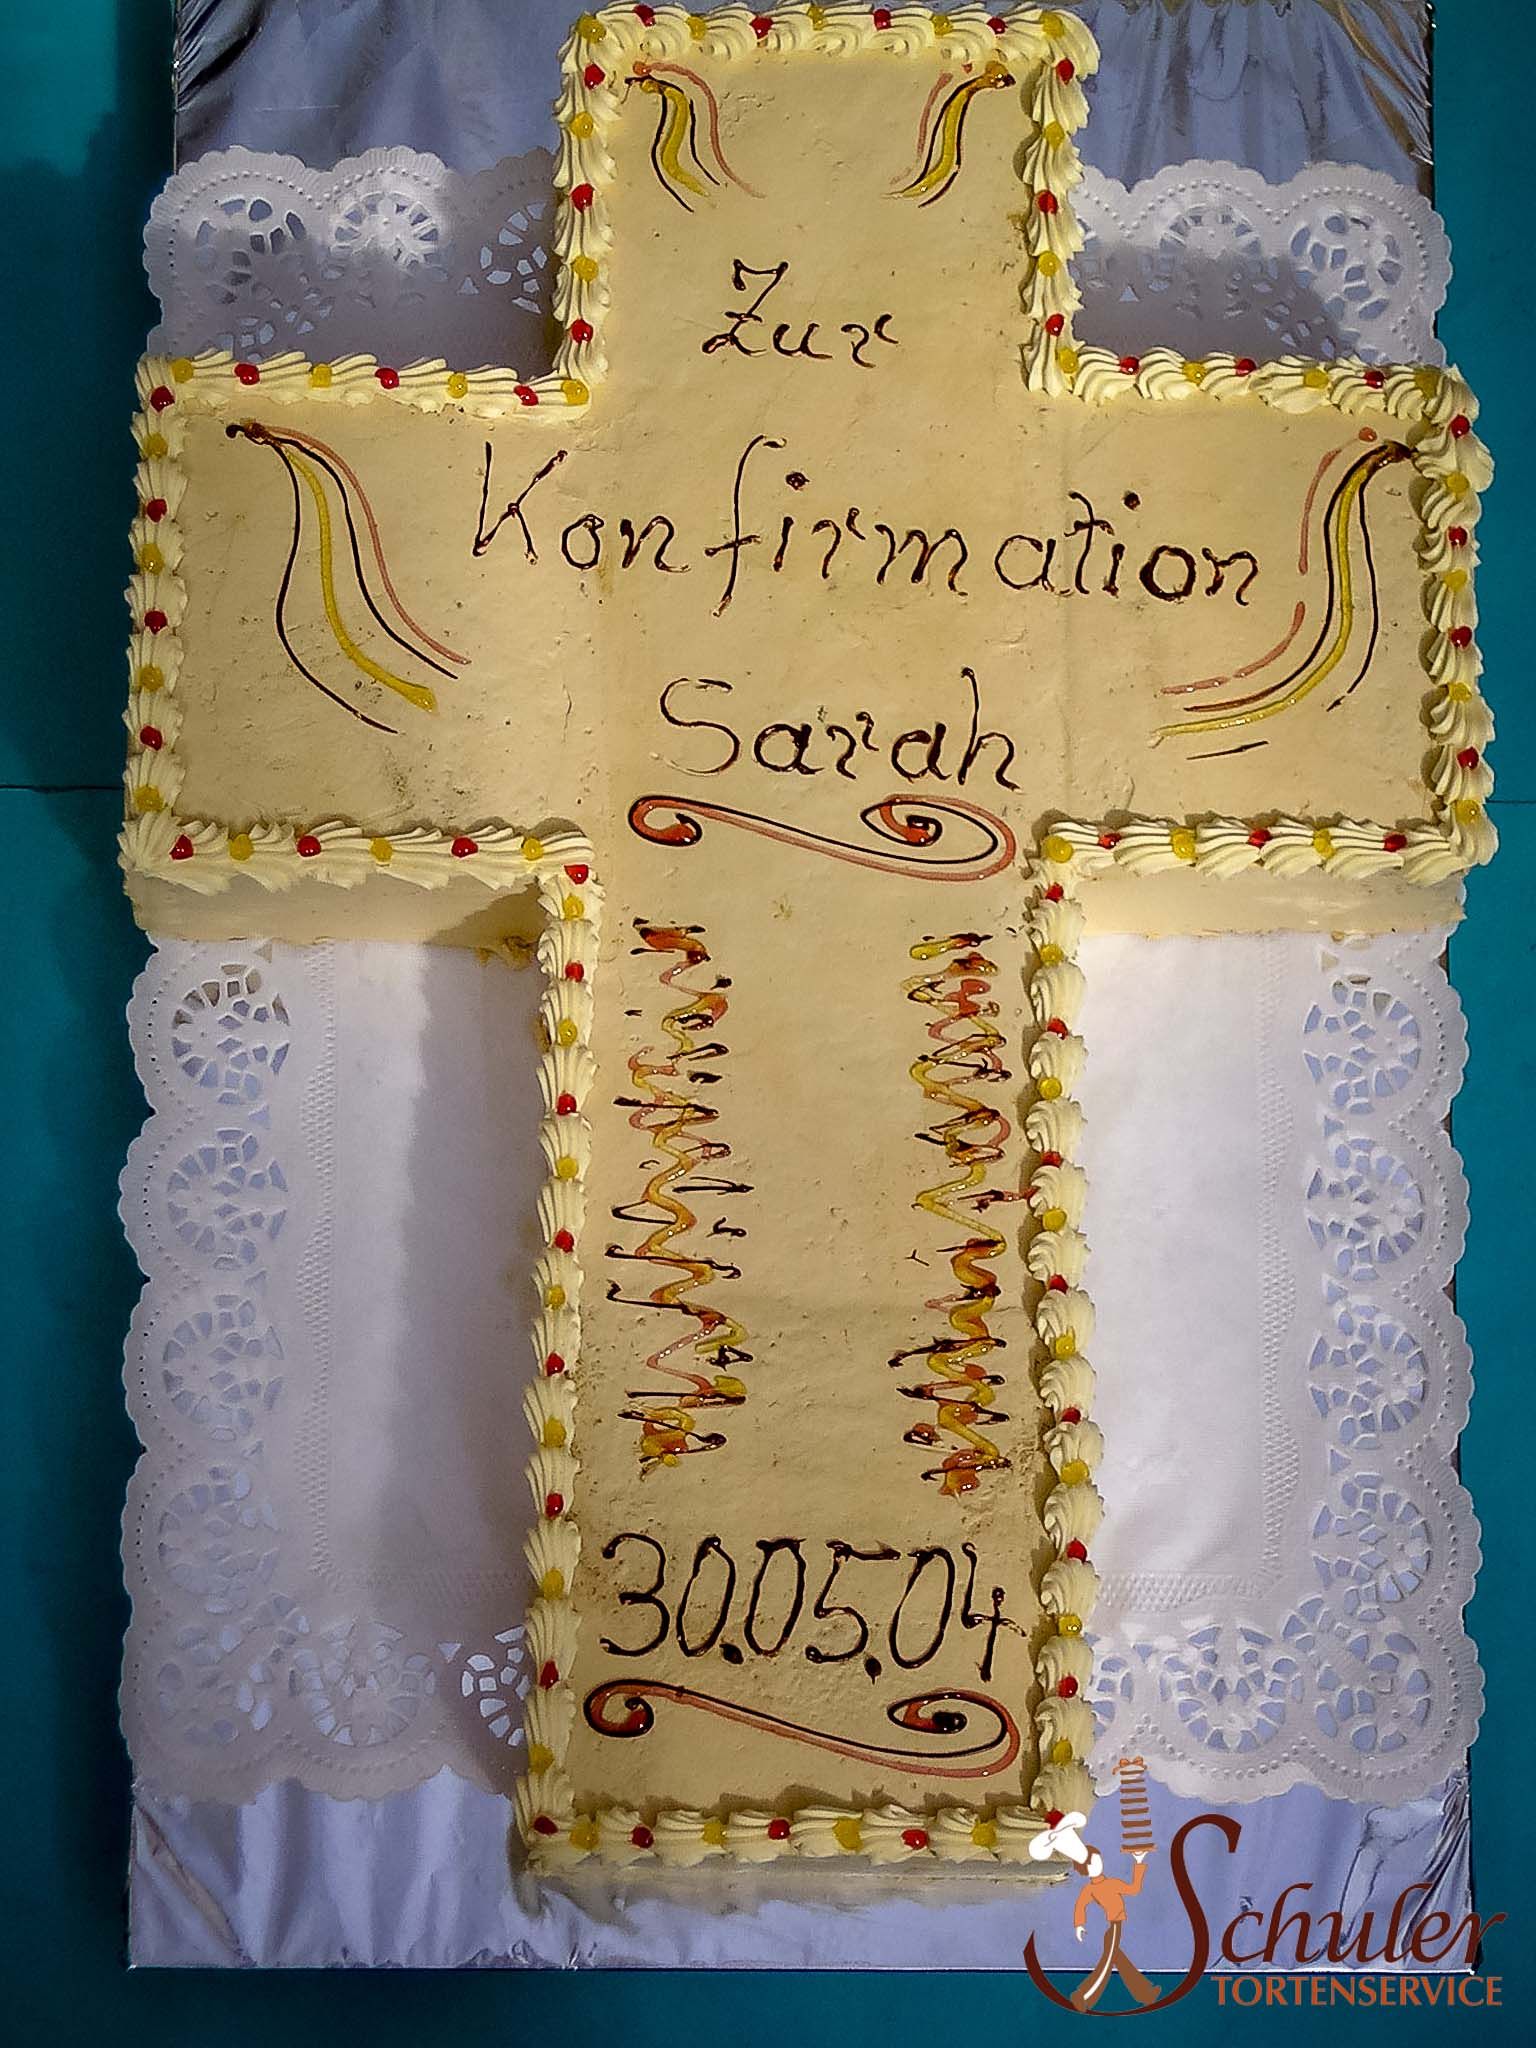 Zur
Konfirmation
Sarah
30.05.04
Schuler
TORTENSERVICE